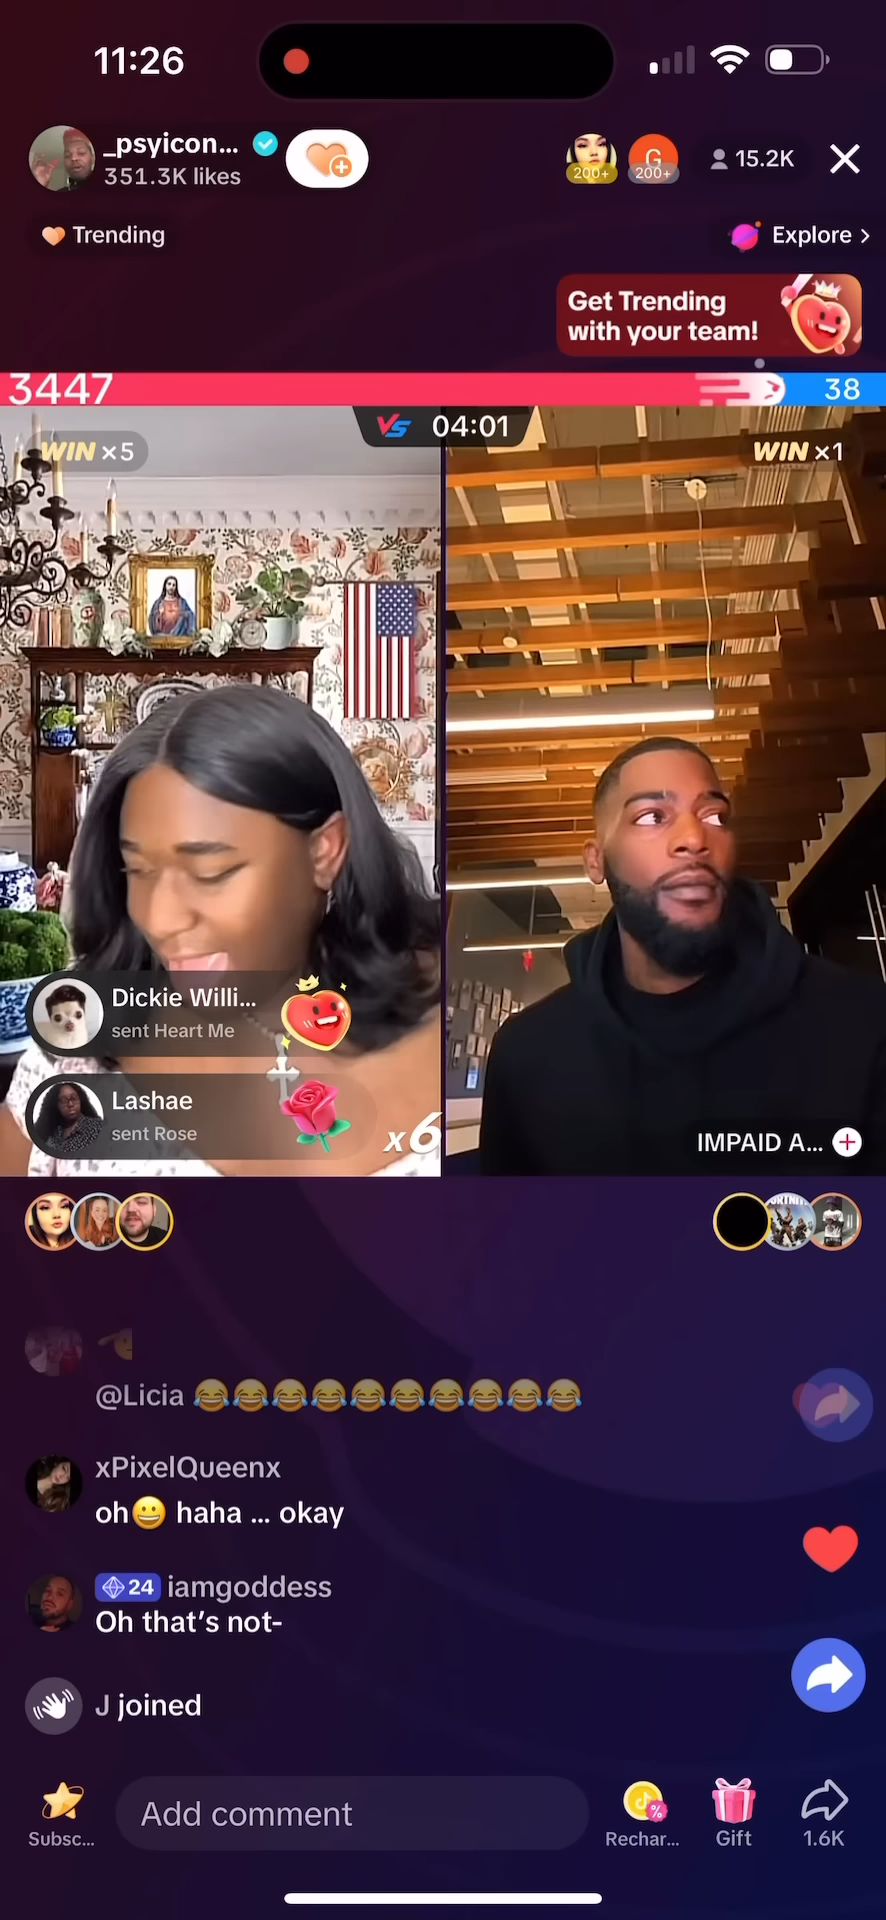 11:26
_psyicon...
351.3K likes
200+
G
200+
15.2K
Trending
Explore >
Get Trending
with your team!
3447
38
VS 04:01
WIN x5
WIN x1
Dickie Willi...
sent Heart Me
Lashae
sent Rose
x6
IMPAID A...
@Licia 😂😂😂😂😂😂😂😂😂😂
xPixelQueenx
oh😀 haha ... okay
24 iamgoddess
Oh that's not-
J joined
Subsc...
Add comment
Rechar...
Gift
1.6K